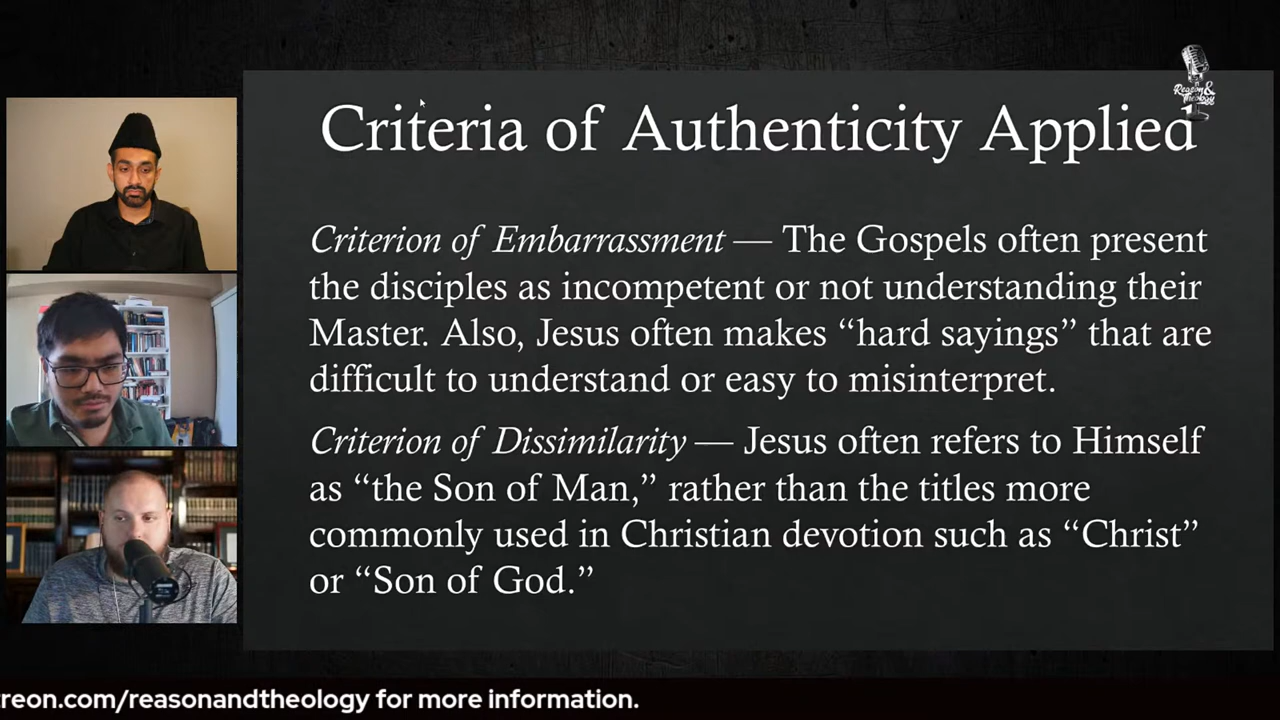 Reason &
Theology
Criteria of Authenticity Applied
Criterion of Embarrassment — The Gospels often present
the disciples as incompetent or not understanding their
Master. Also, Jesus often makes “hard sayings” that are
difficult to understand or easy to misinterpret.
Criterion of Dissimilarity — Jesus often refers to Himself
as “the Son of Man,” rather than the titles more
commonly used in Christian devotion such as “Christ”
or “Son of God.”
treon.com/reasonandtheology for more information.